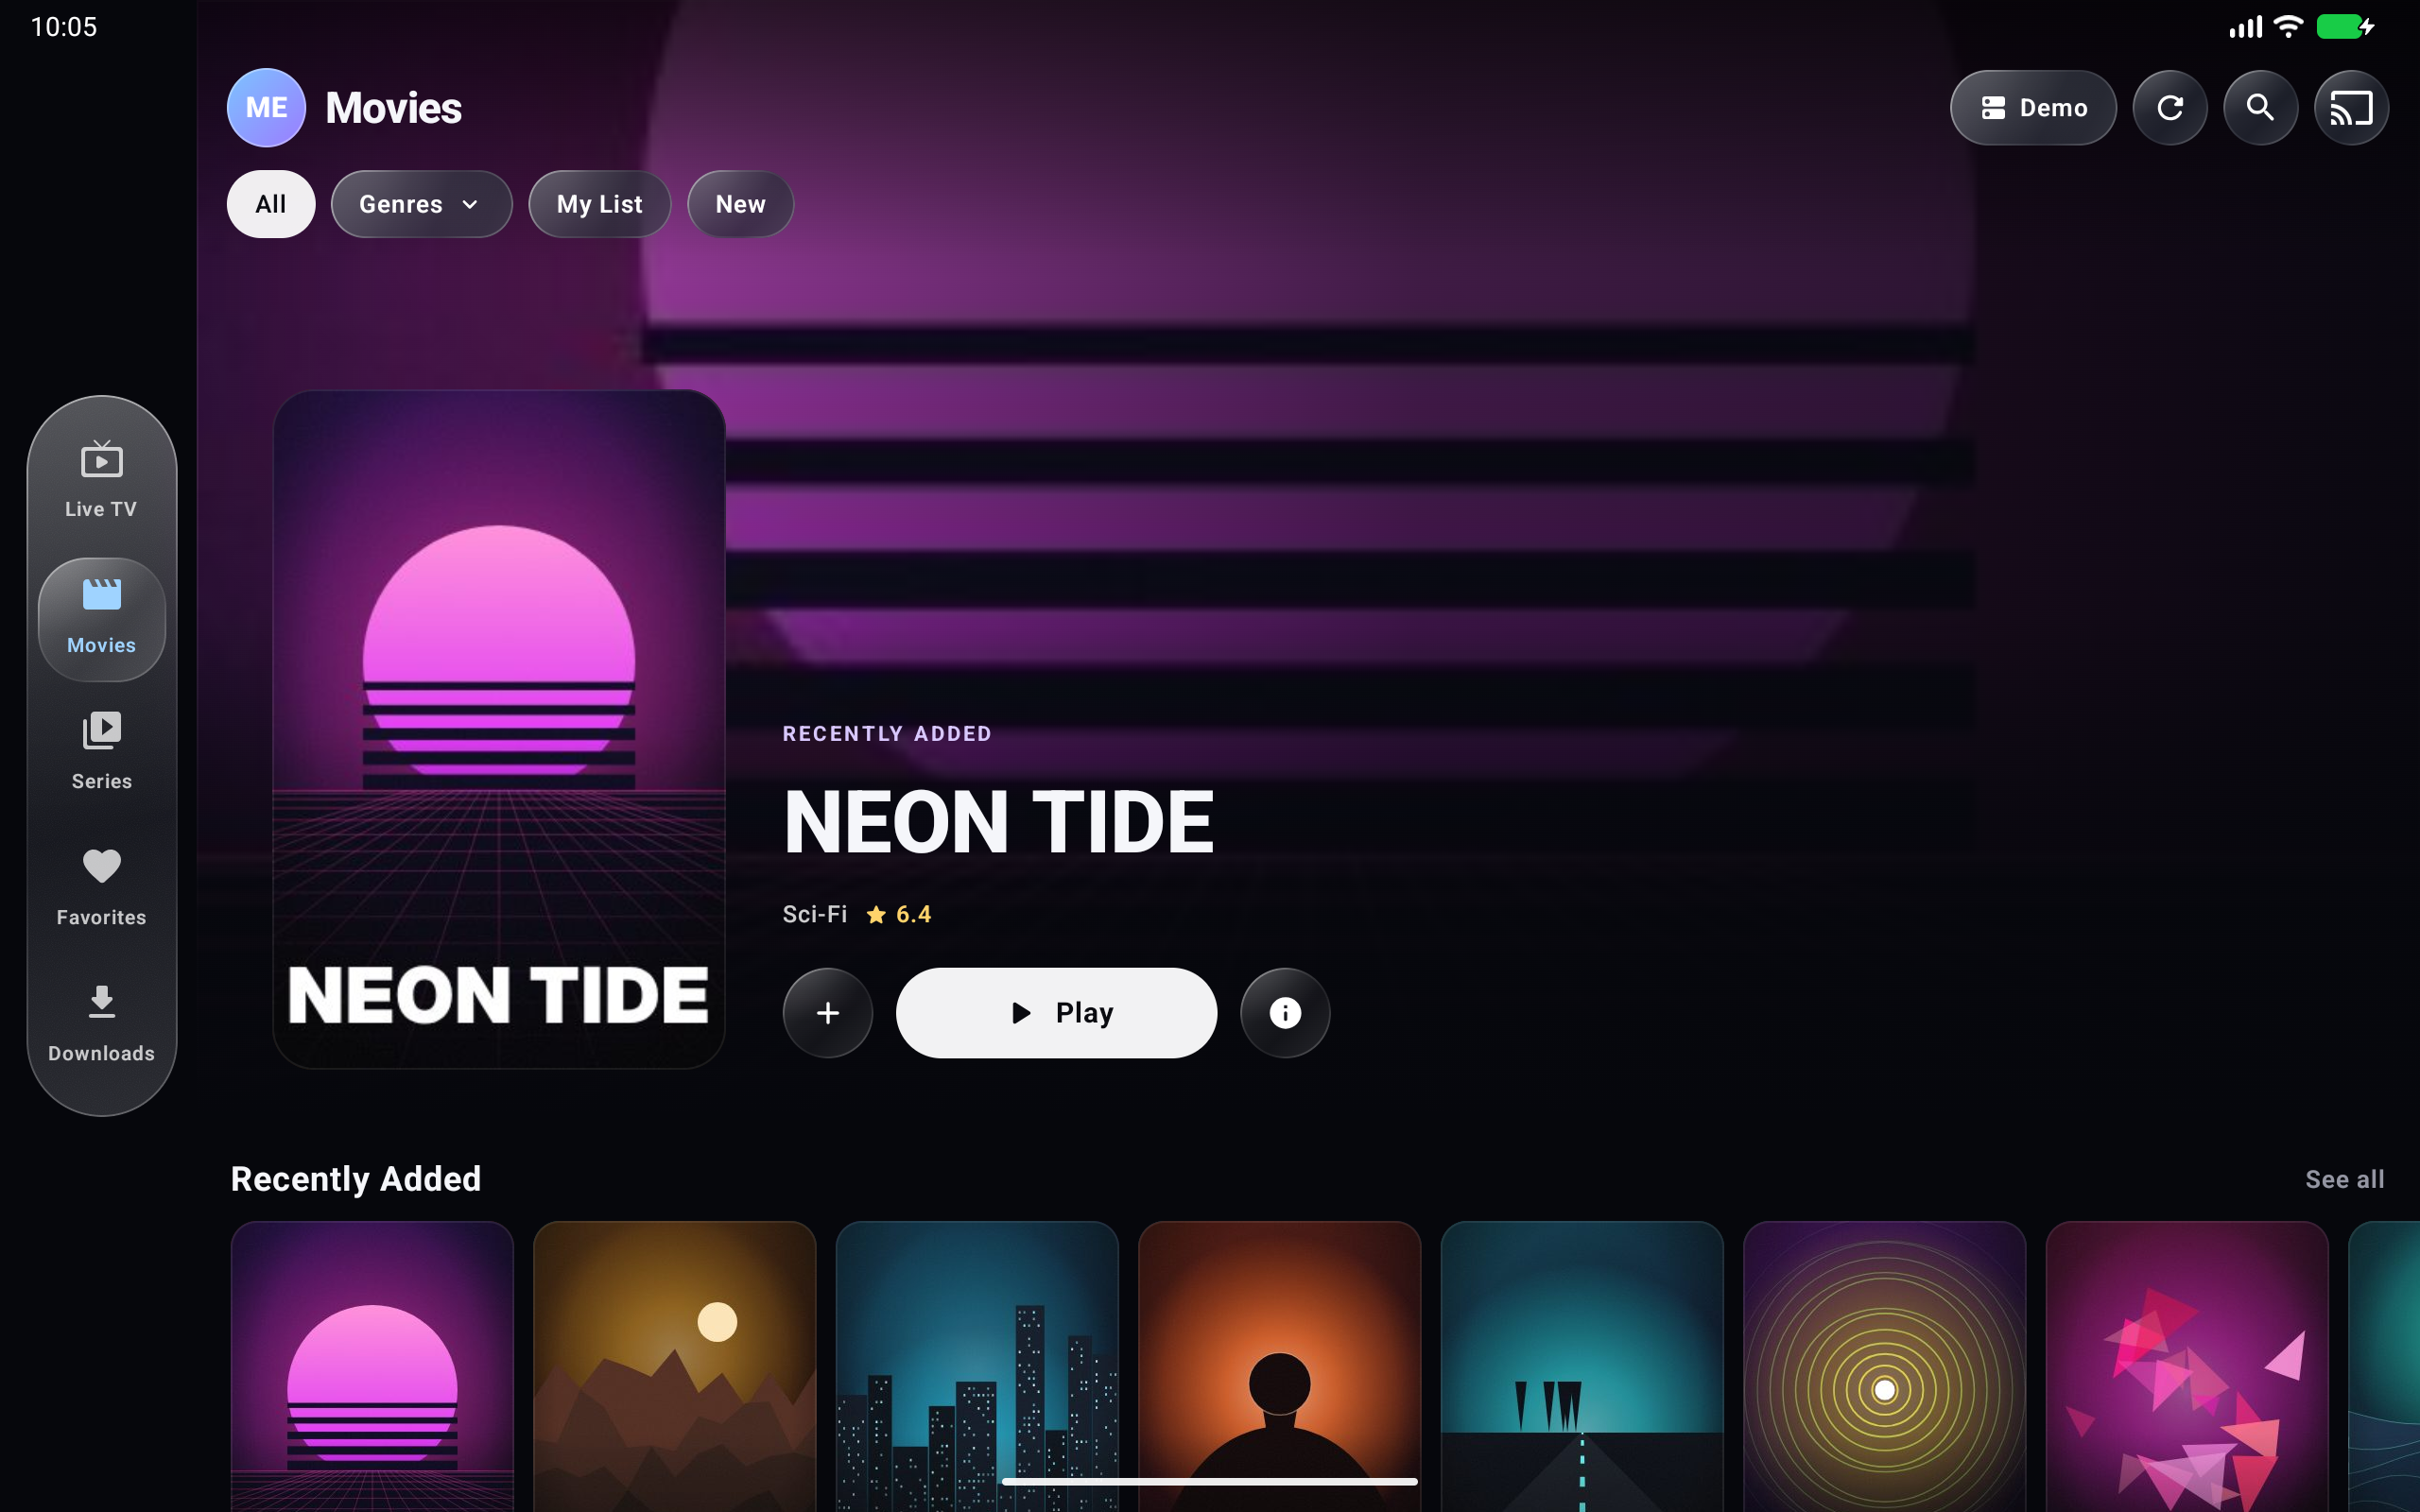 10:05
ME
Movies
Demo
All
Genres
My List
New
Live TV
Movies
Series
Favorites
Downloads
NEON TIDE
RECENTLY ADDED
NEON TIDE
Sci-Fi 6.4
Play
Recently Added
See all